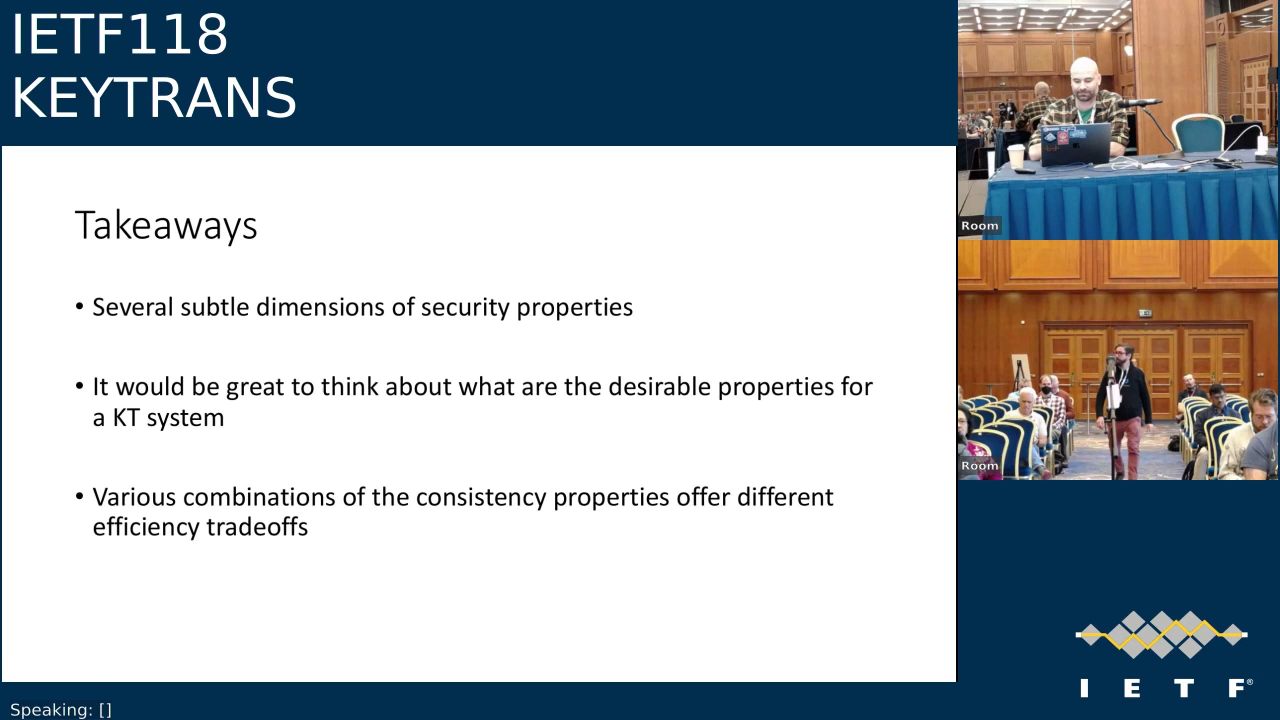 IETF118
KEYTRANS
Takeaways
• Several subtle dimensions of security properties
• It would be great to think about what are the desirable properties for
a KT system
• Various combinations of the consistency properties offer different
efficiency tradeoffs
Room
Room
I E T F®
Speaking: []